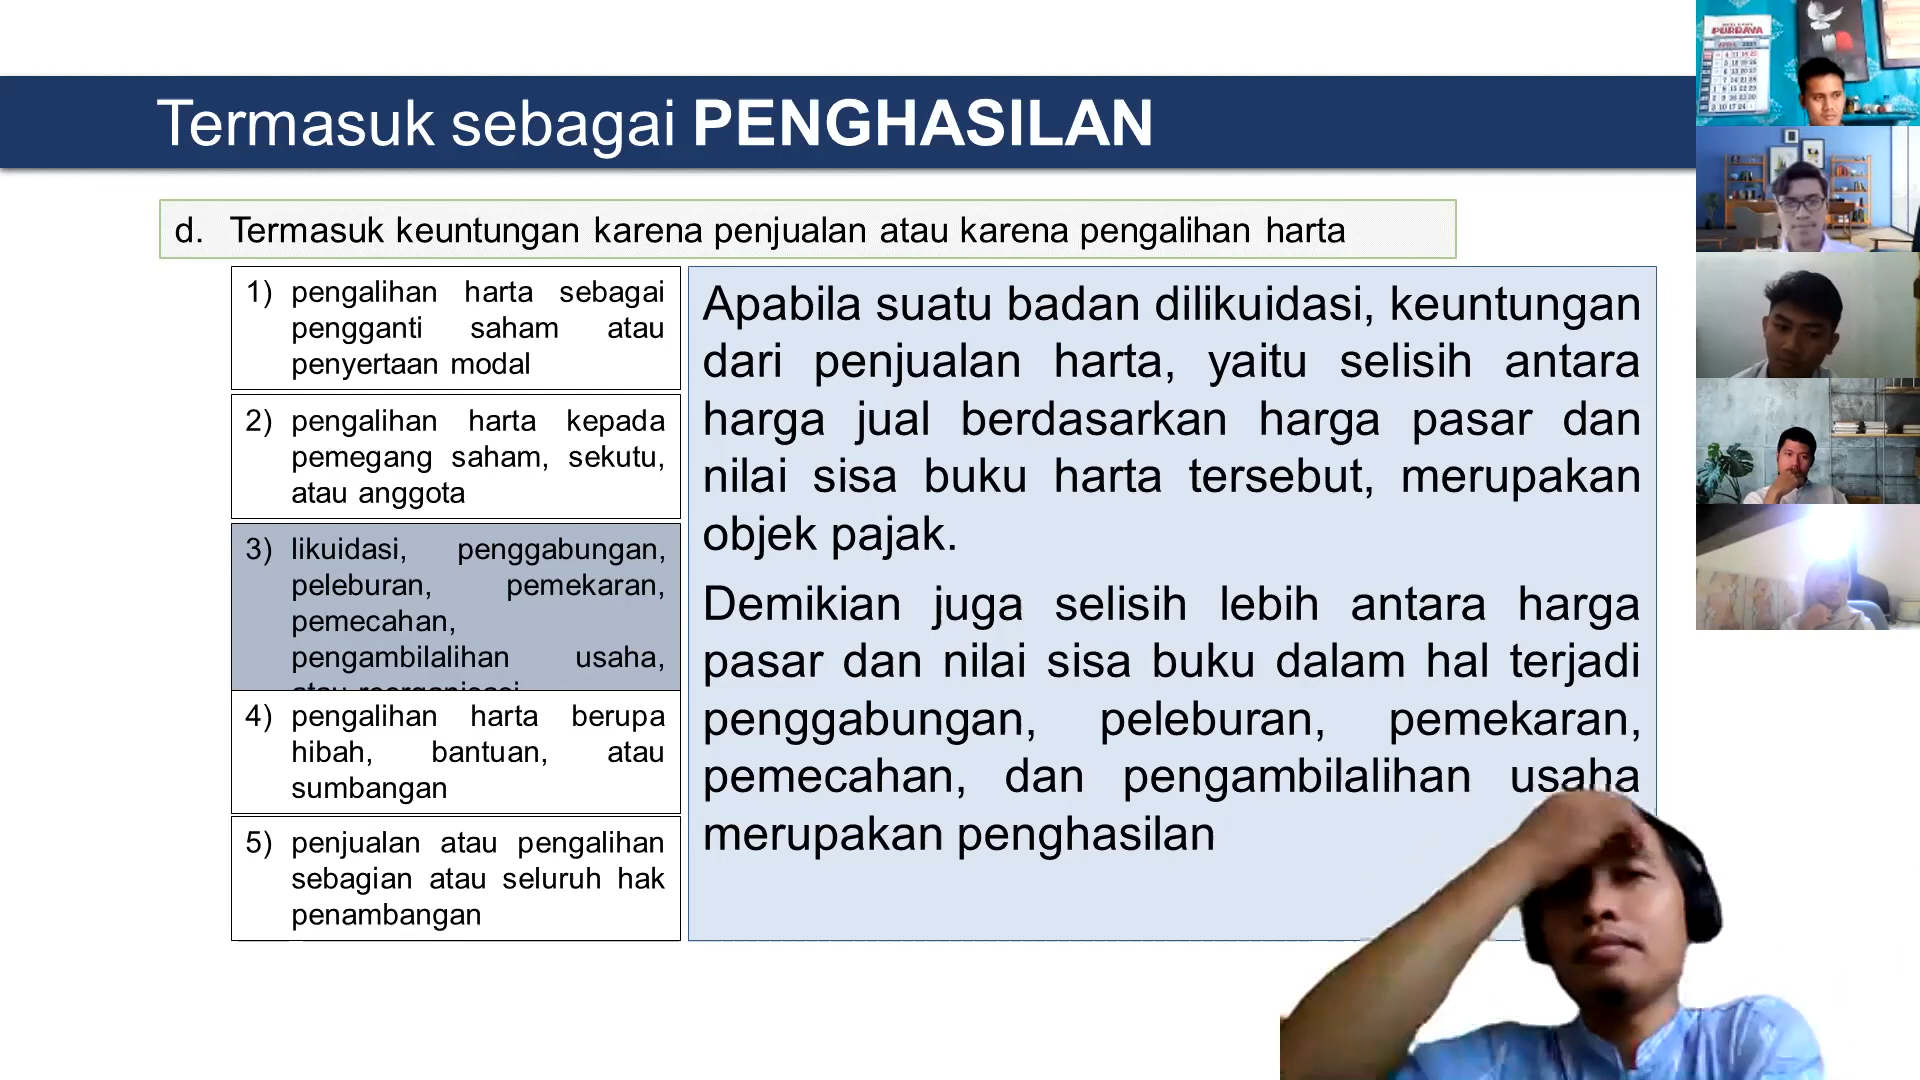 Termasuk sebagai PENGHASILAN
d. Termasuk keuntungan karena penjualan atau karena pengalihan harta
1) pengalihan harta sebagai
pengganti saham atau
penyertaan modal
2) pengalihan harta kepada
pemegang saham, sekutu,
atau anggota
3) likuidasi, penggabungan,
peleburan, pemekaran,
pemecahan,
pengambilalihan usaha,
atau reorganisasi
4) pengalihan harta berupa
hibah, bantuan, atau
sumbangan
5) penjualan atau pengalihan
sebagian atau seluruh hak
penambangan
Apabila suatu badan dilikuidasi, keuntungan
dari penjualan harta, yaitu selisih antara
harga jual berdasarkan harga pasar dan
nilai sisa buku harta tersebut, merupakan
objek pajak.
Demikian juga selisih lebih antara harga
pasar dan nilai sisa buku dalam hal terjadi
penggabungan, peleburan, pemekaran,
pemecahan, dan pengambilalihan usaha
merupakan penghasilan
PURBAYA